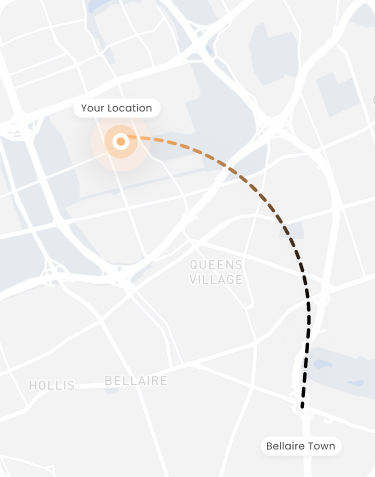 Your Location
QUEENS
VILLAGE
HOLLIS
BELLAIRE
Bellaire Town